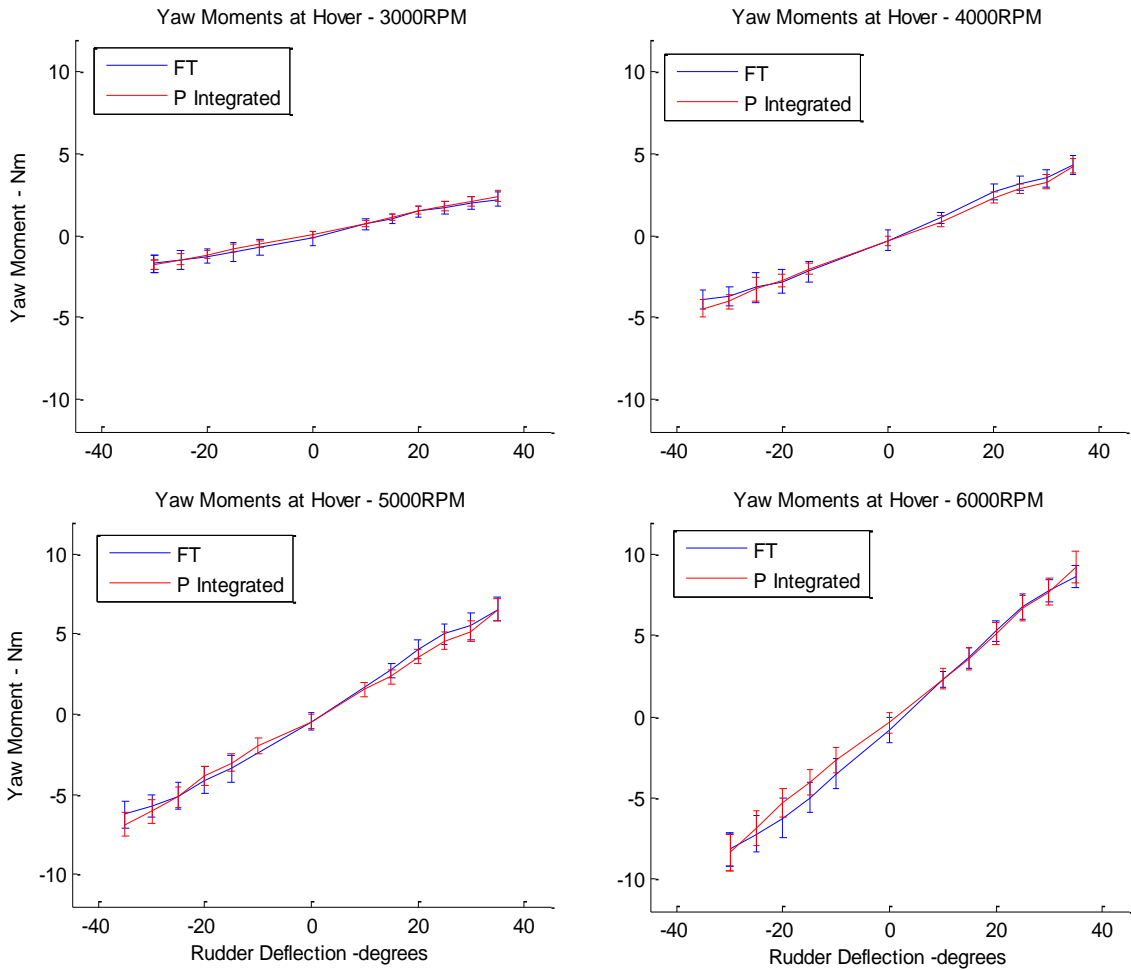 Yaw Moments at Hover - 3000RPM
FT
P Integrated
10
5
0
-5
-10
Yaw Moment - Nm
-40 -20 0 20 40
Yaw Moments at Hover - 4000RPM
FT
P Integrated
10
5
0
-5
-10
-40 -20 0 20 40
Yaw Moments at Hover - 5000RPM
FT
P Integrated
10
5
0
-5
-10
Yaw Moment - Nm
-40 -20 0 20 40
Rudder Deflection -degrees
Yaw Moments at Hover - 6000RPM
FT
P Integrated
10
5
0
-5
-10
-40 -20 0 20 40
Rudder Deflection -degrees